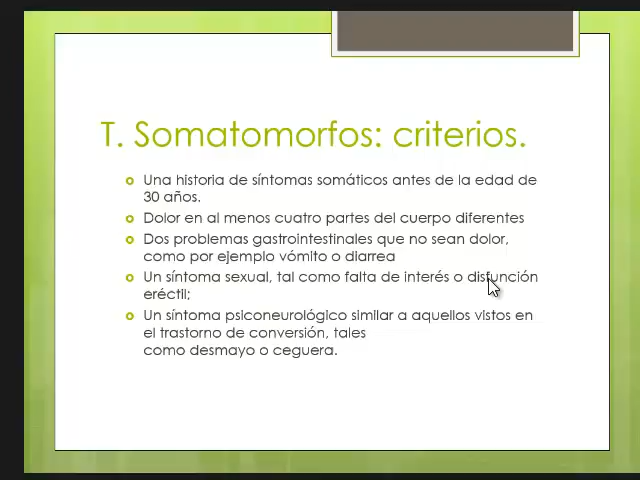 T. Somatomorfos: criterios.
Una historia de síntomas somáticos antes de la edad de
30 años.
Dolor en al menos cuatro partes del cuerpo diferentes
Dos problemas gastrointestinales que no sean dolor,
como por ejemplo vómito o diarrea
Un síntoma sexual, tal como falta de interés o disfunción
eréctil;
Un síntoma psiconeurológico similar a aquellos vistos en
el trastorno de conversión, tales
como desmayo o ceguera.